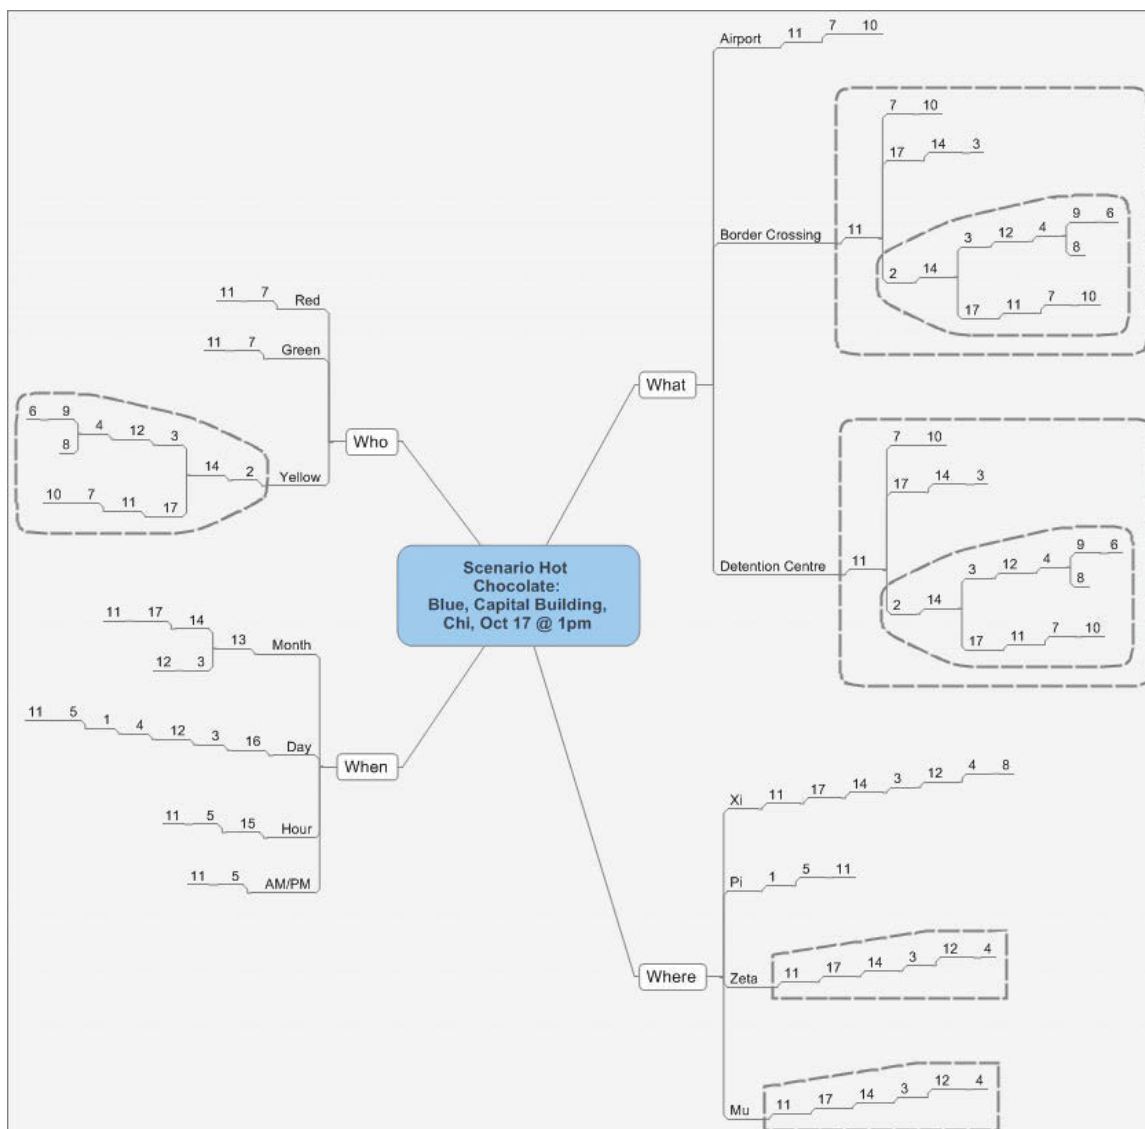 Airport 11 7 10
7 10
17 14 3
Border Crossing 11
2 14
3 12 4
9 6
8
17 11 7 10
What
7 10
17 14 3
Detention Centre 11
2 14
3 12 4
9 6
8
17 11 7 10
11 7 Red
11 7 Green
Who
6 9
8
4 12 3
14 2 Yellow
10 7 11 17
Scenario Hot
Chocolate:
Blue, Capital Building,
Chi, Oct 17 @ 1pm
11 17 14
13 Month
12 3
11 5 1 4 12 3 16 Day
When
11 5 15 Hour
11 5 AM/PM
Xi 11 17 14 3 12 4 8
Pi 1 5 11
Where
Zeta 11 17 14 3 12 4
Mu 11 17 14 3 12 4